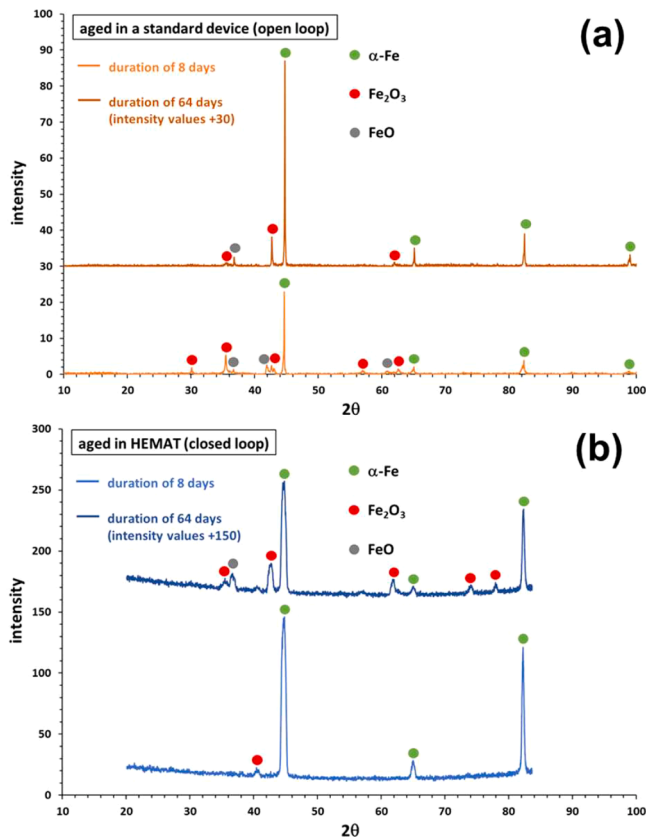 aged in a standard device (open loop)
(a)
duration of 8 days
duration of 64 days
(intensity values +30)
α-Fe
Fe₂O₃
FeO
intensity
100
90
80
70
60
50
40
30
20
10
0
10 20 30 40 50 60 70 80 90 100
2θ
aged in HEMAT (closed loop)
(b)
duration of 8 days
duration of 64 days
(intensity values +150)
α-Fe
Fe₂O₃
FeO
intensity
300
250
200
150
100
50
0
10 20 30 40 50 60 70 80 90 100
2θ